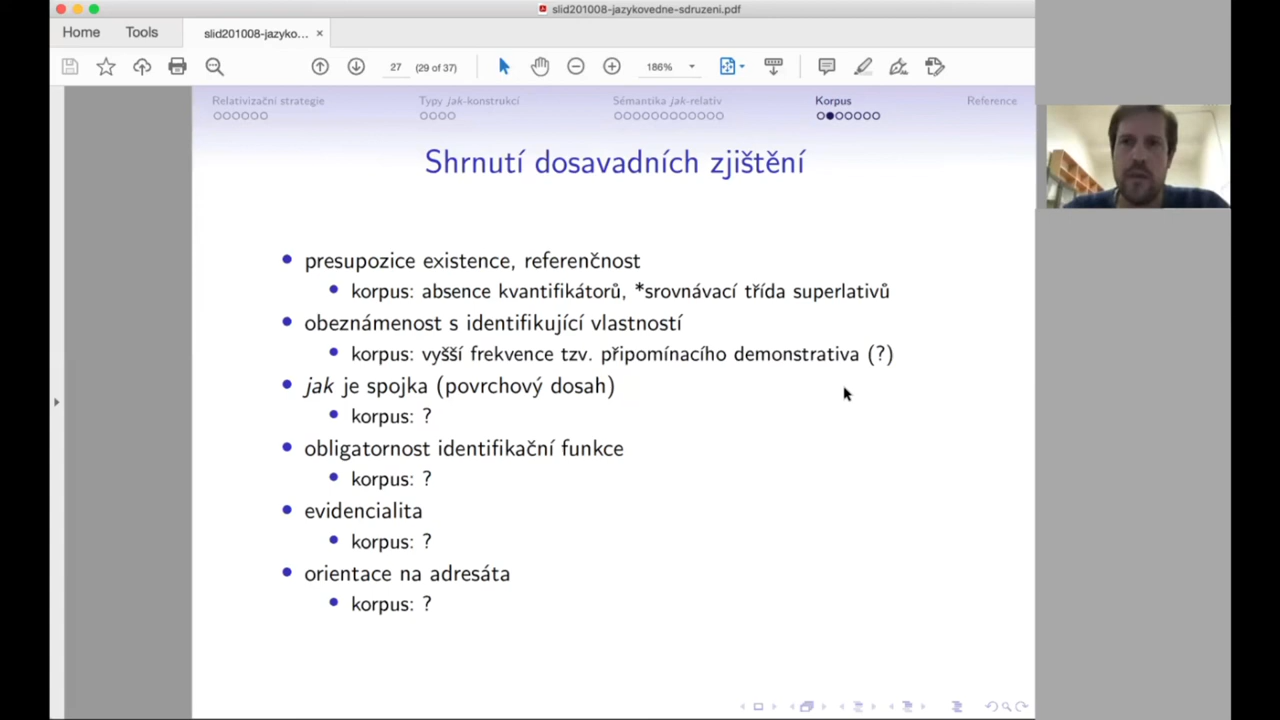 slid201008-jazykovedne-sdruzeni.pdf
Home Tools slid201008-jazyko... ×
27 (29 of 37) 186%
Relativizační strategie Typy jak-konstrukcí Sémantika jak-relativ Korpus Reference
Shrnutí dosavadních zjištění
• presupozice existence, referenčnost
• korpus: absence kvantifikátorů, *srovnávací třída superlativů
• obeznámenost s identifikující vlastností
• korpus: vyšší frekvence tzv. připomínacího demonstrativa (?)
• jak je spojka (povrchový dosah)
• korpus: ?
• obligatornost identifikační funkce
• korpus: ?
• evidencialita
• korpus: ?
• orientace na adresáta
• korpus: ?